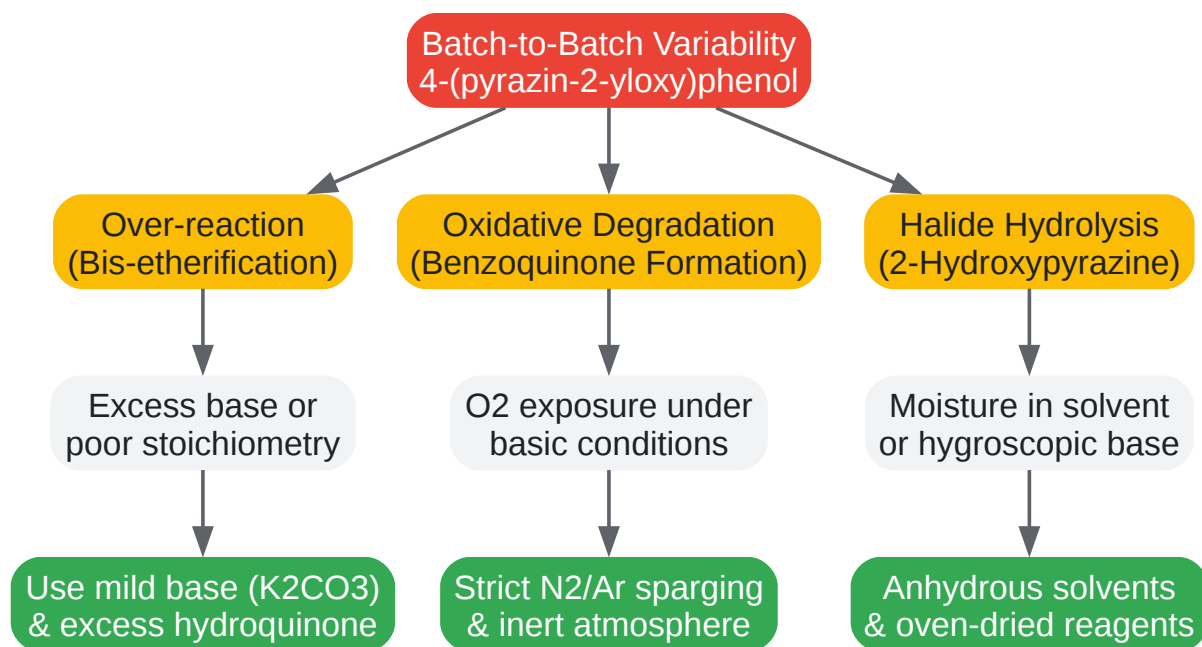 Batch-to-Batch Variability
4-(pyrazin-2-yloxy)phenol
Over-reaction
(Bis-etherification)
Oxidative Degradation
(Benzoquinone Formation)
Halide Hydrolysis
(2-Hydroxypyrazine)
Excess base or
poor stoichiometry
O2 exposure under
basic conditions
Moisture in solvent
or hygroscopic base
Use mild base (K2CO3)
& excess hydroquinone
Strict N2/Ar sparging
& inert atmosphere
Anhydrous solvents
& oven-dried reagents